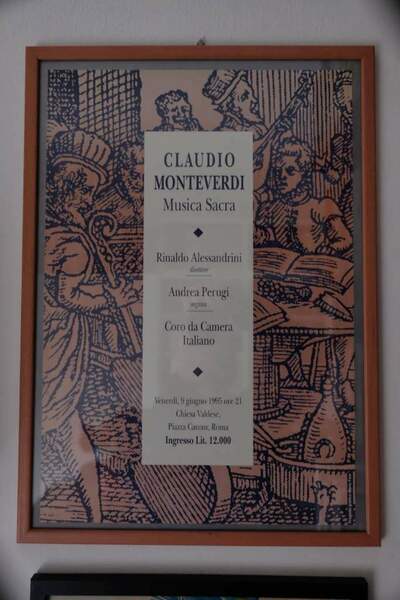 CLAUDIO
MONTEVERDI
Musica Sacra
Rinaldo Alessandrini
direttore
Andrea Perugi
organo
Coro da Camera
Italiano
Venerdì, 9 giugno 1995 ore 21
Chiesa Valdese,
Piazza Cavour, Roma
Ingresso Lit. 12.000